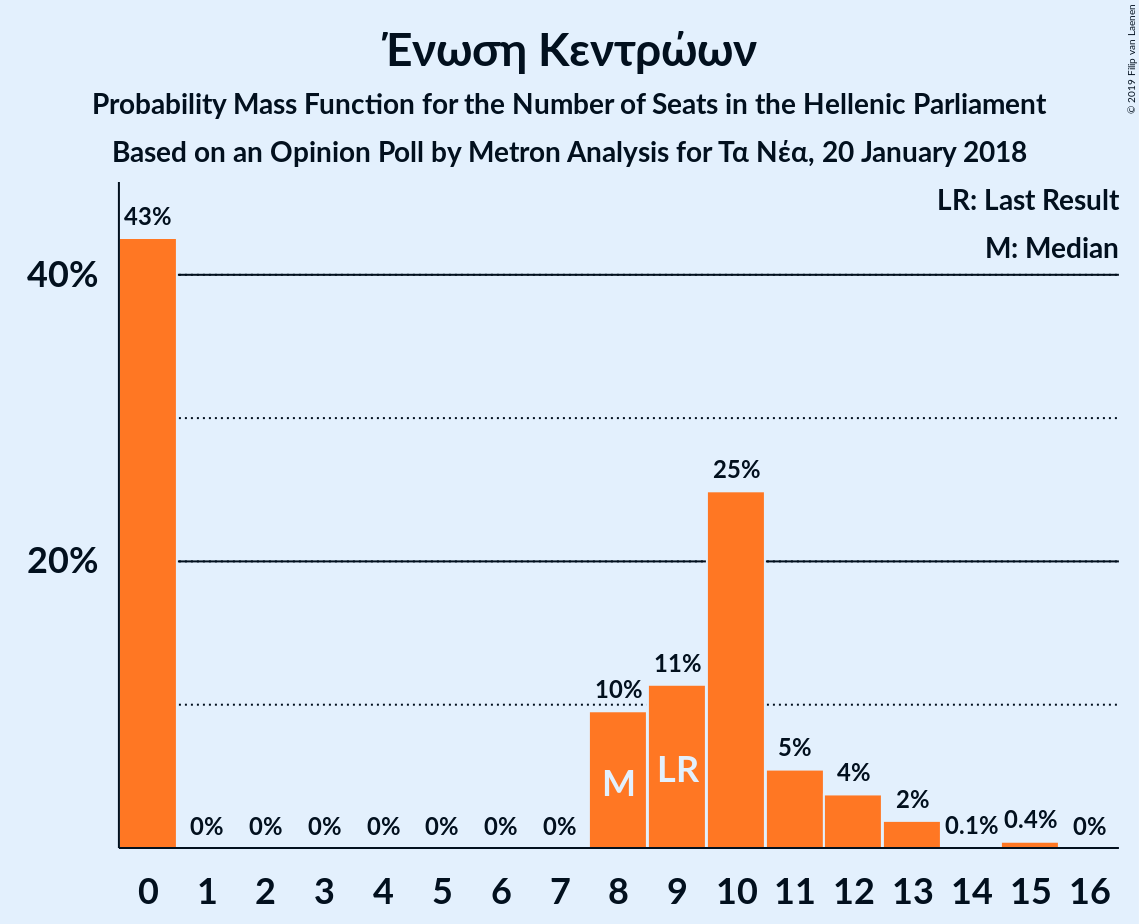 Ένωση Κεντρώων
Probability Mass Function for the Number of Seats in the Hellenic Parliament
Based on an Opinion Poll by Metron Analysis for Τα Νέα, 20 January 2018
© 2019 Filip van Laenen
LR: Last Result
M: Median
43%
40%
25%
20%
11%
10%
5%
4%
2%
M
LR
0% 0% 0% 0% 0% 0% 0% 0.1% 0.4% 0%
0 1 2 3 4 5 6 7 8 9 10 11 12 13 14 15 16